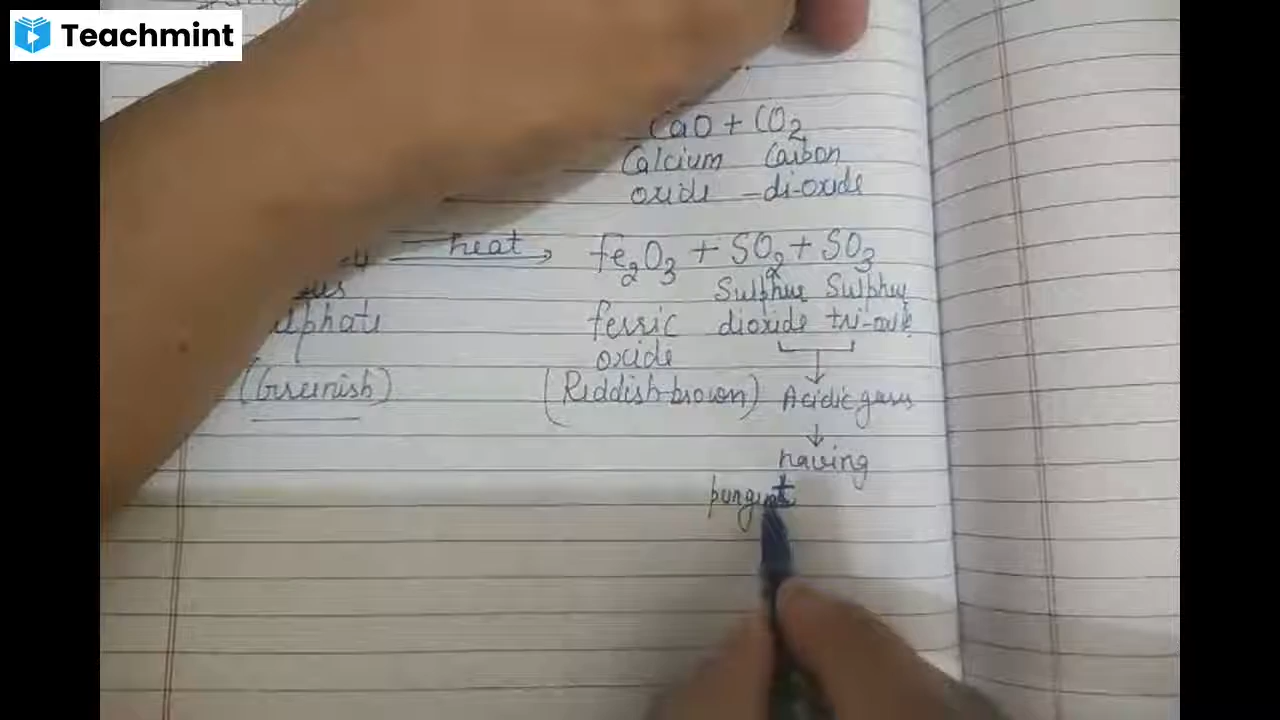 Teachmint
CaO + CO2
Calcium Carbon
oxide -di-oxide
heat Fe2O3 + SO2 + SO3
Sulphur Sulphur
ferric dioxide tri-oxide
oxide
(Greenish) (Reddish-brown) Acidic gases
having
pungent